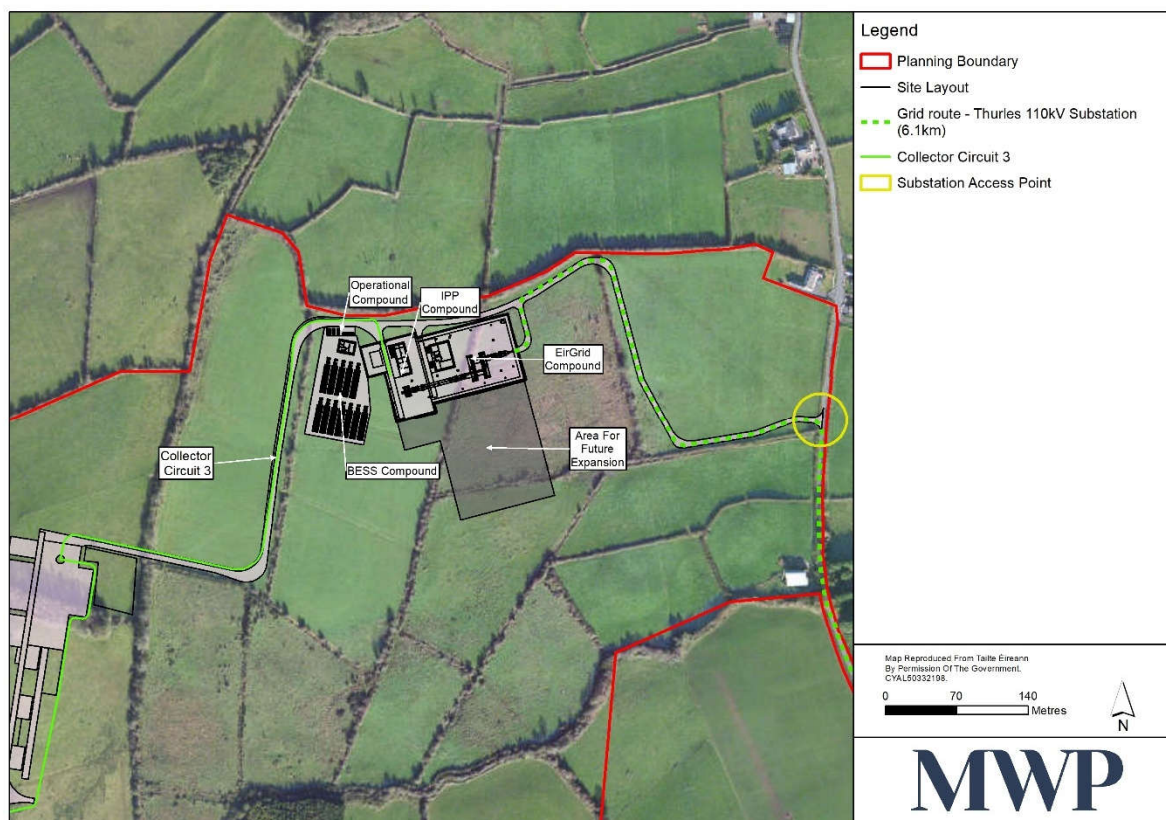 Operational
Compound
IPP
Compound
EirGrid
Compound
Collector
Circuit 3
BESS Compound
Area For
Future
Expansion
Legend
Planning Boundary
Site Layout
Grid route - Thurles 110kV Substation
(6.1km)
Collector Circuit 3
Substation Access Point
Map Reproduced From Tailte Éireann
By Permission Of The Government.
CYAL50332198.
0 70 140
Metres
N
MWP